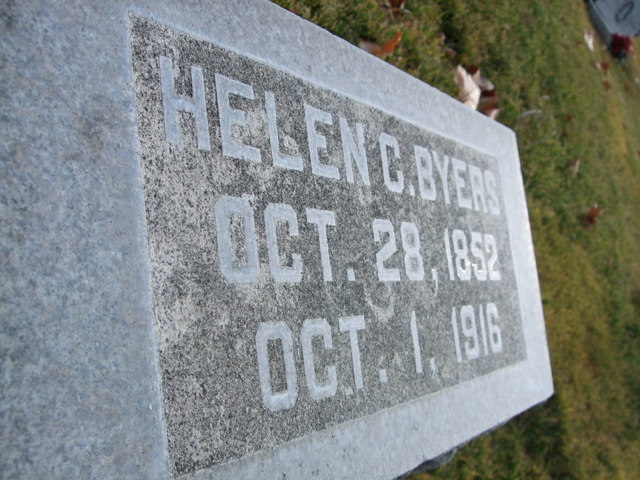 HELEN C. BYERS
OCT. 28, 1852
OCT. 1, 1916